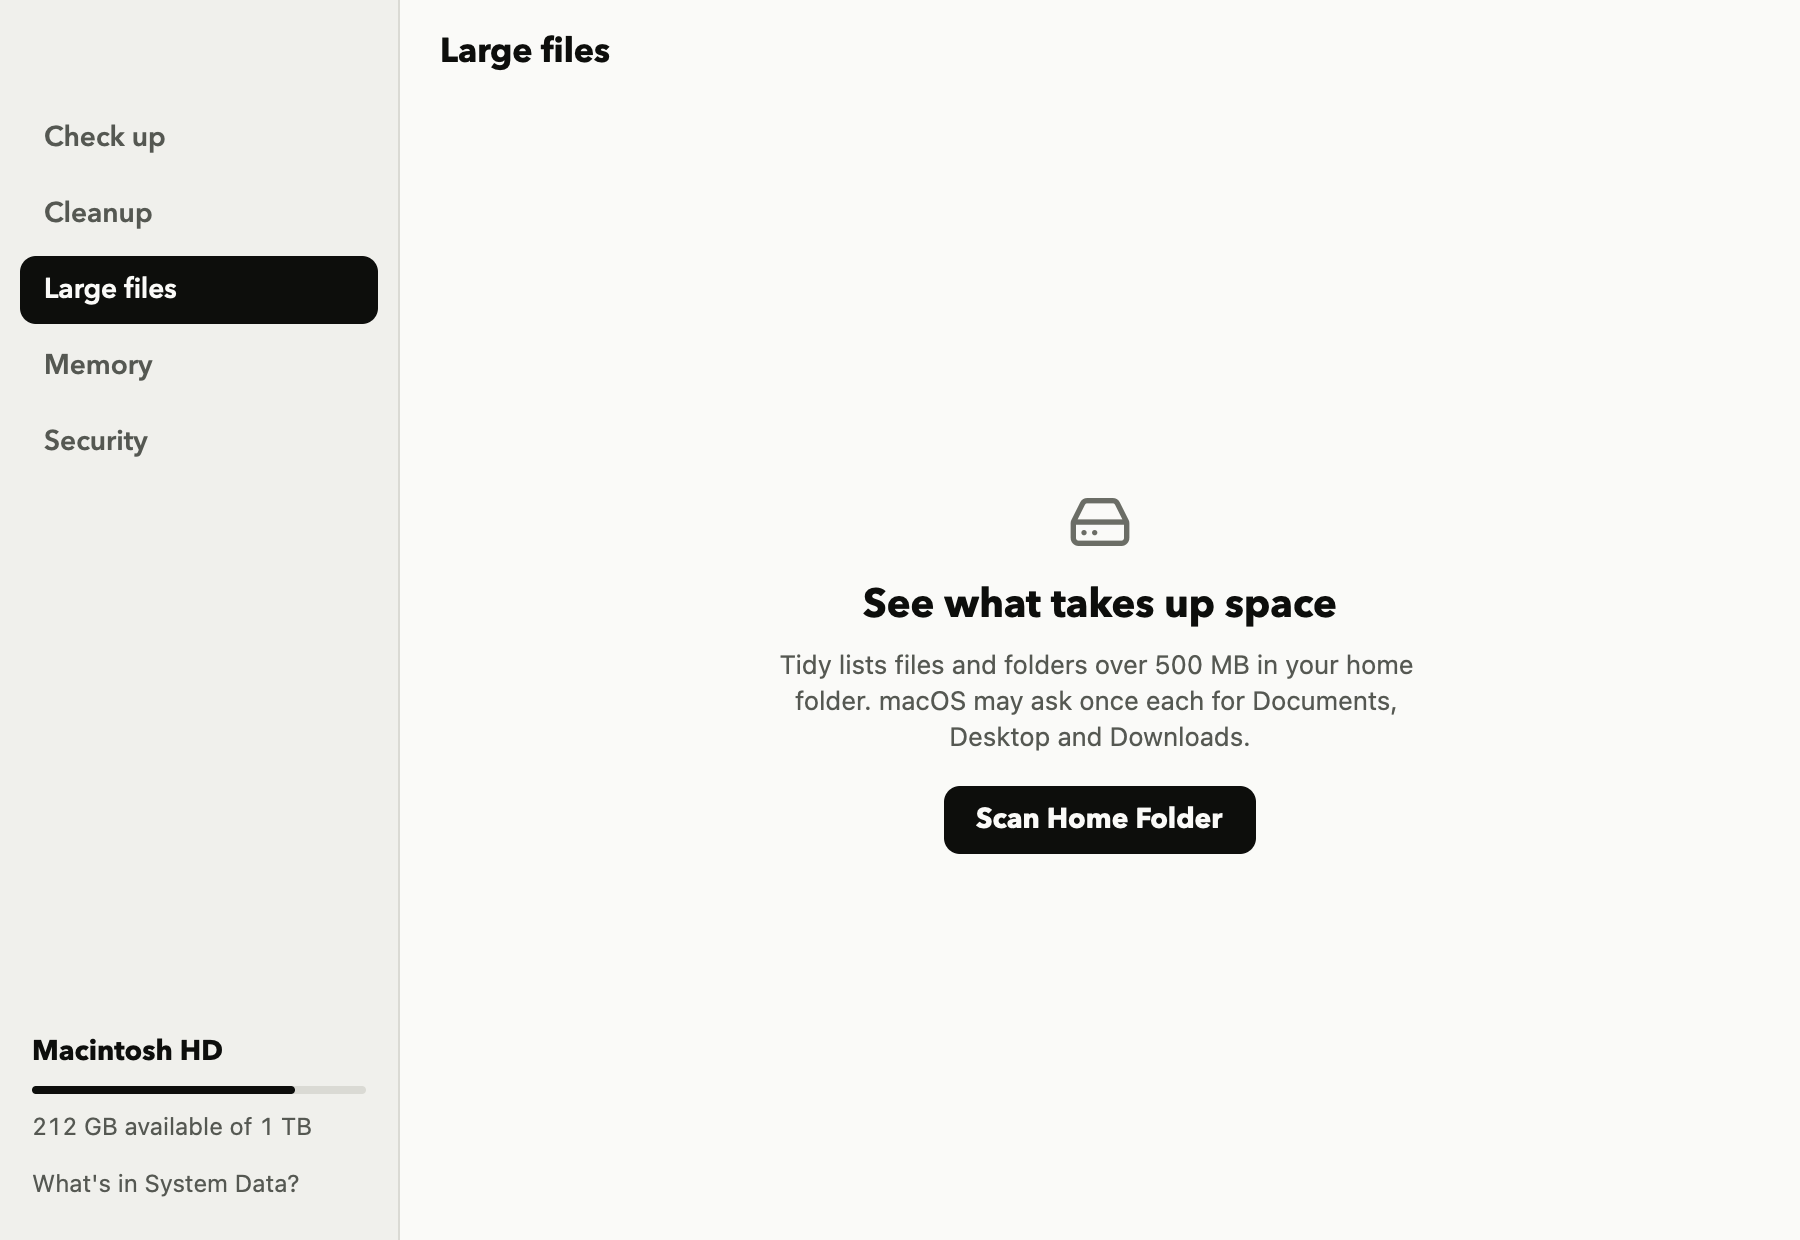 Large files
Check up
Cleanup
Large files
Memory
Security
See what takes up space
Tidy lists files and folders over 500 MB in your home
folder. macOS may ask once each for Documents,
Desktop and Downloads.
Scan Home Folder
Macintosh HD
212 GB available of 1 TB
What's in System Data?